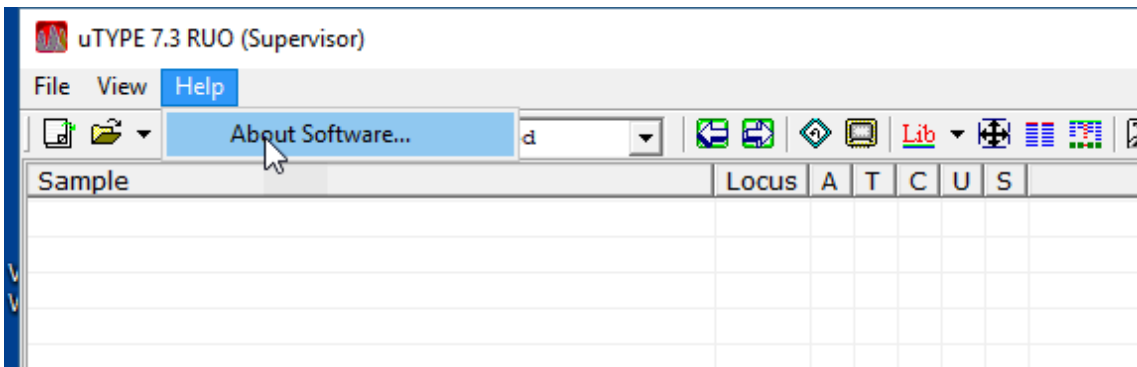 uTYPE 7.3 RUO (Supervisor)
File View Help
About Software...
d
Lib
Sample Locus A T C U S
V
V